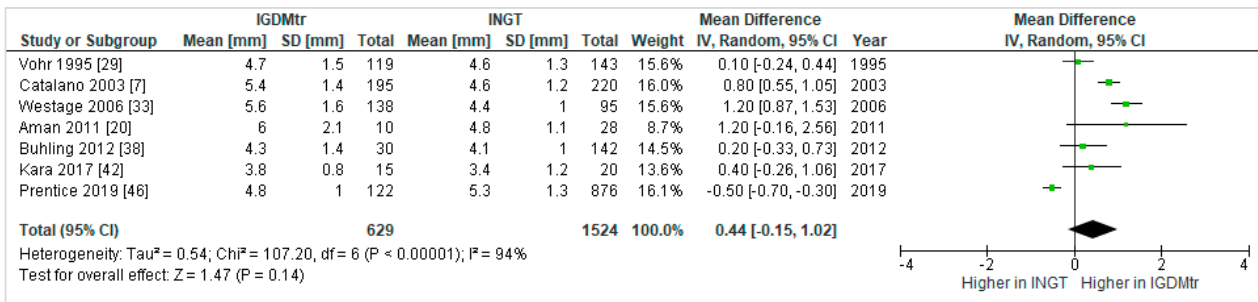 IGDMtr INGT Mean Difference Mean Difference
Study or Subgroup Mean [mm] SD [mm] Total Mean [mm] SD [mm] Total Weight IV, Random, 95% CI Year IV, Random, 95% CI
Vohr 1995 [29] 4.7 1.5 119 4.6 1.3 143 15.6% 0.10 [-0.24, 0.44] 1995
Catalano 2003 [7] 5.4 1.4 195 4.6 1.2 220 15.9% 0.80 [0.55, 1.05] 2003
Westage 2006 [33] 5.6 1.6 138 4.4 1 95 15.6% 1.20 [0.87, 1.53] 2006
Aman 2011 [20] 6 2.1 10 4.8 1.1 28 8.7% 1.20 [-0.16, 2.56] 2011
Buhling 2012 [38] 4.3 1.4 30 4.1 1 142 14.5% 0.20 [-0.33, 0.73] 2012
Kara 2017 [42] 3.8 0.8 15 3.4 1.2 20 13.6% 0.40 [-0.26, 1.06] 2017
Prentice 2019 [46] 4.8 1 122 5.3 1.3 876 16.1% -0.50 [-0.70, -0.30] 2019
Total (95% CI) 629 1524 100.0% 0.44 [-0.15, 1.02]
Heterogeneity: Tau² = 0.54; Chi² = 107.20, df = 6 (P < 0.00001); I² = 94%
Test for overall effect: Z = 1.47 (P = 0.14)
-4 -2 0 2 4
Higher in INGT Higher in IGDMtr